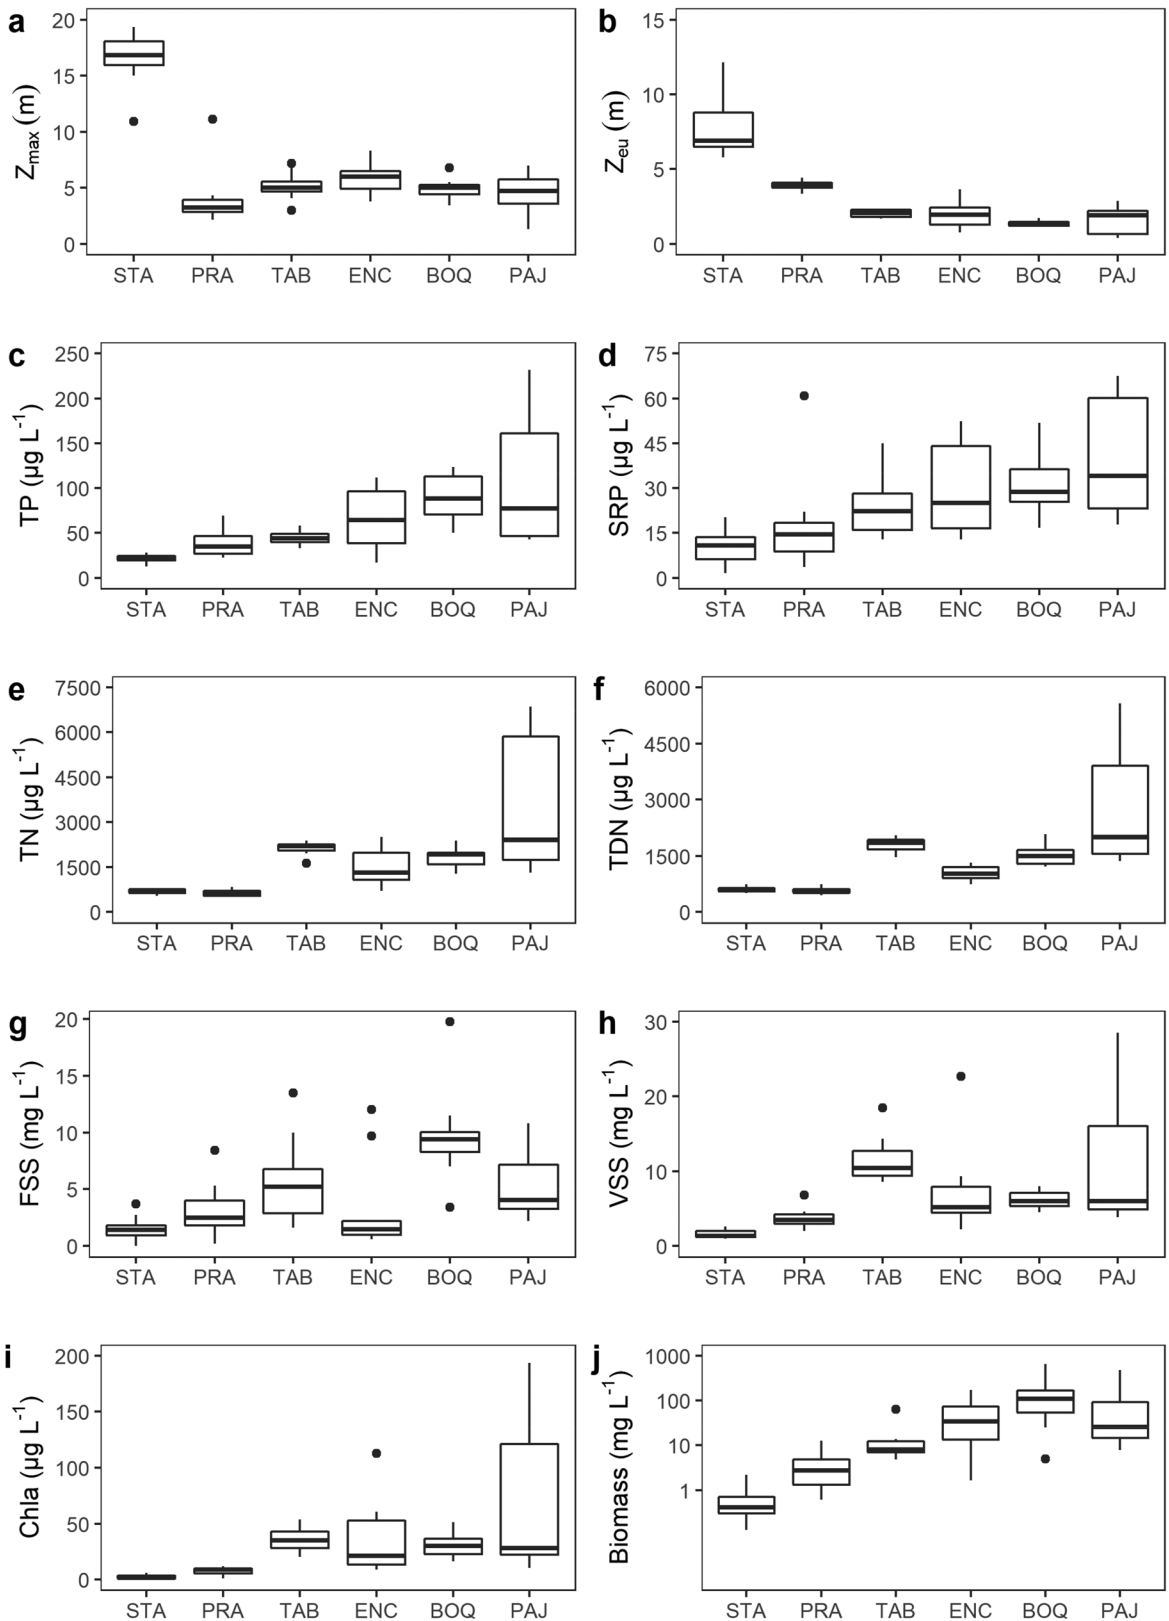 a
Zmax (m)
20
15
10
5
0
STA PRA TAB ENC BOQ PAJ
b
Zeu (m)
15
10
5
0
STA PRA TAB ENC BOQ PAJ
c
TP (µg L⁻¹)
250
200
150
100
50
0
STA PRA TAB ENC BOQ PAJ
d
SRP (µg L⁻¹)
75
60
45
30
15
0
STA PRA TAB ENC BOQ PAJ
e
TN (µg L⁻¹)
7500
6000
4500
3000
1500
0
STA PRA TAB ENC BOQ PAJ
f
TDN (µg L⁻¹)
6000
4500
3000
1500
0
STA PRA TAB ENC BOQ PAJ
g
FSS (mg L⁻¹)
20
15
10
5
0
STA PRA TAB ENC BOQ PAJ
h
VSS (mg L⁻¹)
30
20
10
0
STA PRA TAB ENC BOQ PAJ
i
Chla (µg L⁻¹)
200
150
100
50
0
STA PRA TAB ENC BOQ PAJ
j
Biomass (mg L⁻¹)
1000
100
10
1
STA PRA TAB ENC BOQ PAJ